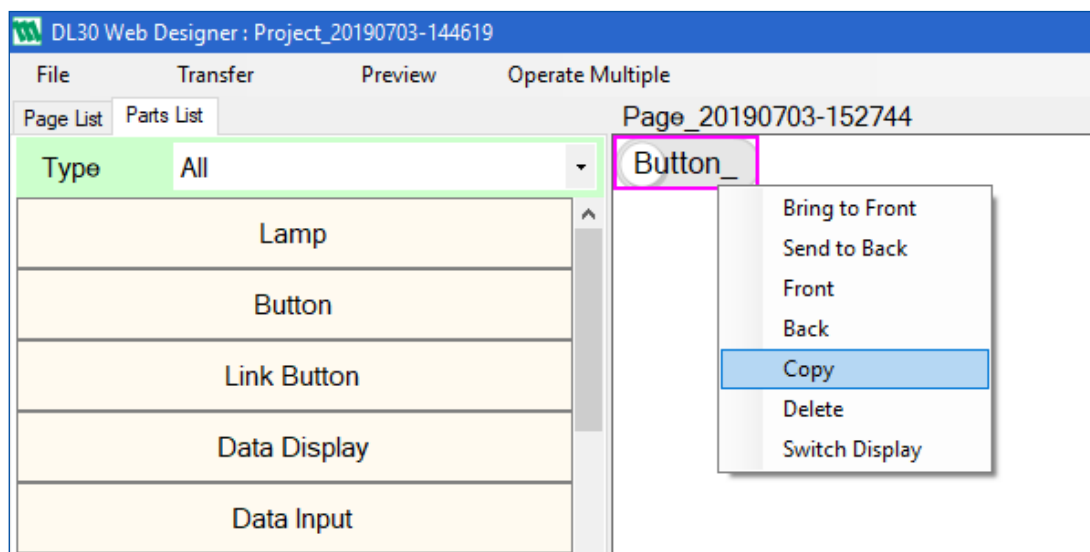 DL30 Web Designer : Project_20190703-144619
File Transfer Preview Operate Multiple
Page List Parts List
Page_20190703-152744
Type All
Button_
Lamp
Button
Link Button
Data Display
Data Input
Bring to Front
Send to Back
Front
Back
Copy
Delete
Switch Display